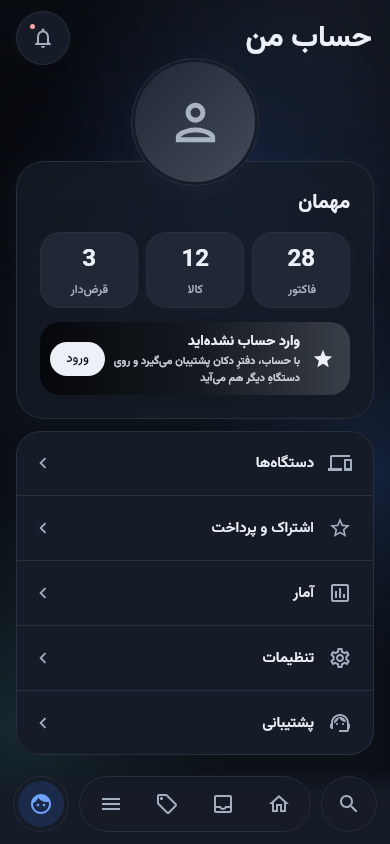 حساب من
مهمان
28
12
3
فاکتور
کالا
قرض‌دار
وارد حساب نشده‌اید
با حساب، دفترِ دکان پشتیبان می‌گیرد و روی
دستگاهِ دیگر هم می‌آید
ورود
دستگاه‌ها
اشتراک و پرداخت
آمار
تنظیمات
پشتیبانی